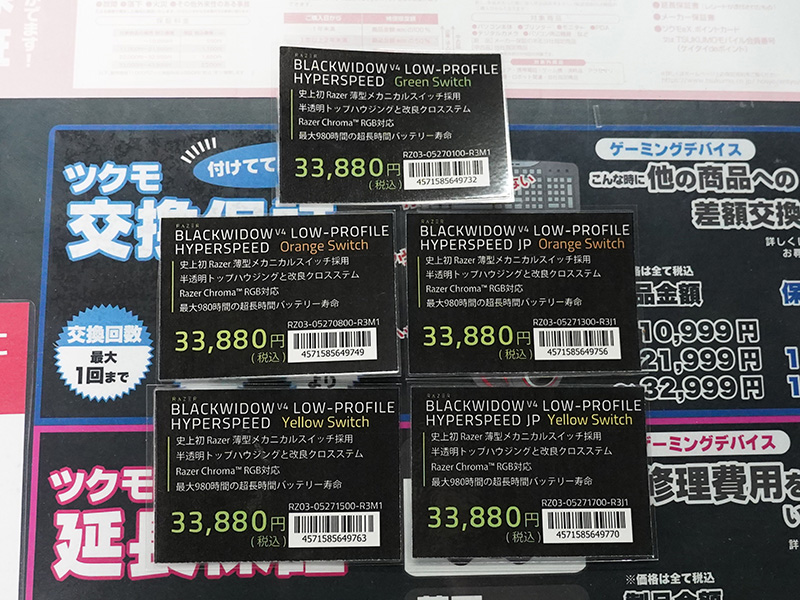 RAZER
BLACKWIDOW V4 LOW-PROFILE
HYPERSPEED Green Switch
史上初 Razer 薄型メカニカルスイッチ採用
半透明トップハウジングと改良クロスステム
Razer Chroma™ RGB対応
最大980時間の超長時間バッテリー寿命
RZ03-05270100-R3M1
33,880円
(税込)
4571585649732
RAZER
BLACKWIDOW V4 LOW-PROFILE
HYPERSPEED Orange Switch
史上初 Razer 薄型メカニカルスイッチ採用
半透明トップハウジングと改良クロスステム
Razer Chroma™ RGB対応
最大980時間の超長時間バッテリー寿命
RZ03-05270800-R3M1
33,880円
(税込)
4571585649749
RAZER
BLACKWIDOW V4 LOW-PROFILE
HYPERSPEED JP Orange Switch
史上初 Razer 薄型メカニカルスイッチ採用
半透明トップハウジングと改良クロスステム
Razer Chroma™ RGB対応
最大980時間の超長時間バッテリー寿命
RZ03-05271300-R3J1
33,880円
(税込)
4571585649756
RAZER
BLACKWIDOW V4 LOW-PROFILE
HYPERSPEED Yellow Switch
史上初 Razer 薄型メカニカルスイッチ採用
半透明トップハウジングと改良クロスステム
Razer Chroma™ RGB対応
最大980時間の超長時間バッテリー寿命
RZ03-05271500-R3M1
33,880円
(税込)
4571585649763
RAZER
BLACKWIDOW V4 LOW-PROFILE
HYPERSPEED JP Yellow Switch
史上初 Razer 薄型メカニカルスイッチ採用
半透明トップハウジングと改良クロスステム
Razer Chroma™ RGB対応
最大980時間の超長時間バッテリー寿命
RZ03-05271700-R3J1
33,880円
(税込)
4571585649770
付けてて
ツクモ
交換保証
交換回数
最大
1回まで
より
ツクモ
延長保証
ゲーミングデバイス
こんな時に 他の商品への
差額交換
詳しく
格は全て税込
品金額
10,999円
21,999円
32,999円
ゲーミングデバイス
修理費用を
※価格は全て税込
製品金額